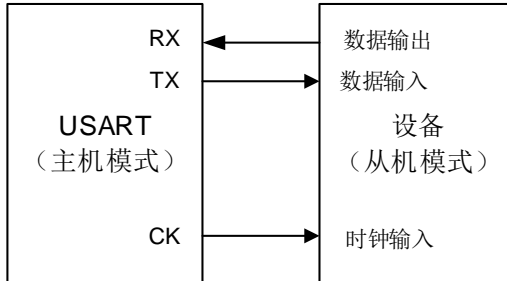 RX
数据输出
TX
数据输入
USART
（主机模式）
设备
（从机模式）
CK
时钟输入